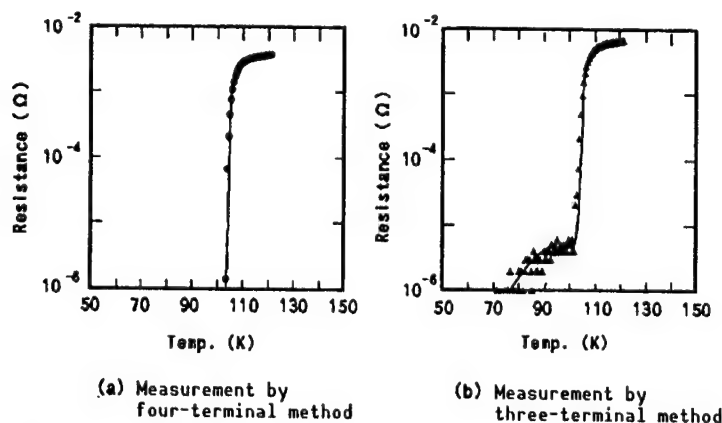 10⁻²
10⁻⁴
10⁻⁶
Resistance (Ω)
50 70 90 110 130 150
Temp. (K)
(a) Measurement by
four-terminal method
10⁻²
10⁻⁴
10⁻⁶
Resistance (Ω)
50 70 90 110 130 150
Temp. (K)
(b) Measurement by
three-terminal method